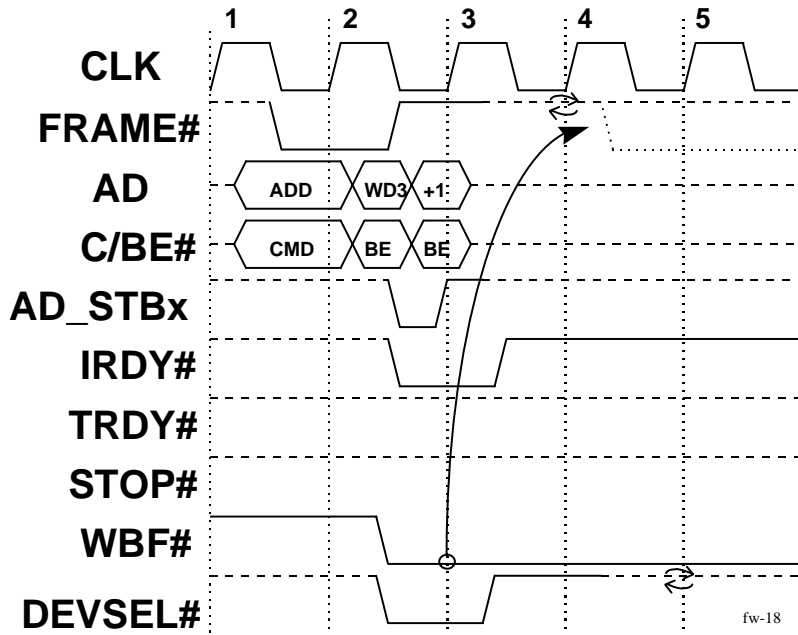 1 2 3 4 5
CLK
FRAME#
AD ADD WD3 +1
C/BE# CMD BE BE
AD_STBx
IRDY#
TRDY#
STOP#
WBF#
DEVSEL#
fw-18